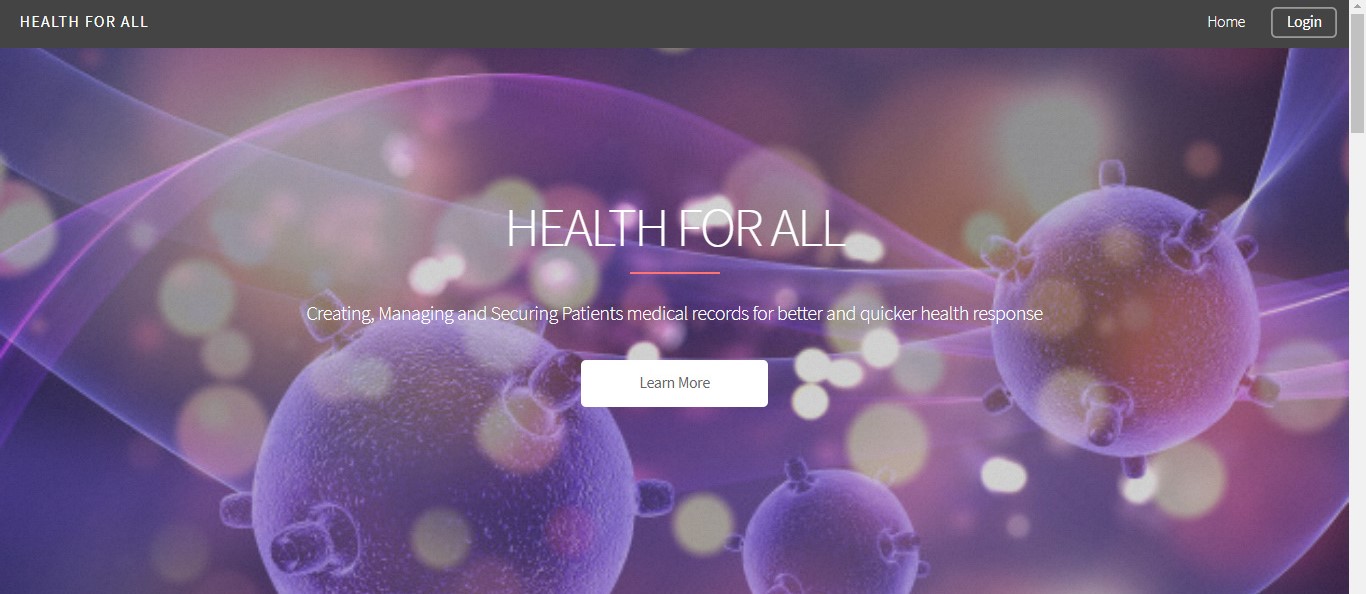 HEALTH FOR ALL
Home
Login
HEALTH FOR ALL
Creating, Managing and Securing Patients medical records for better and quicker health response
Learn More